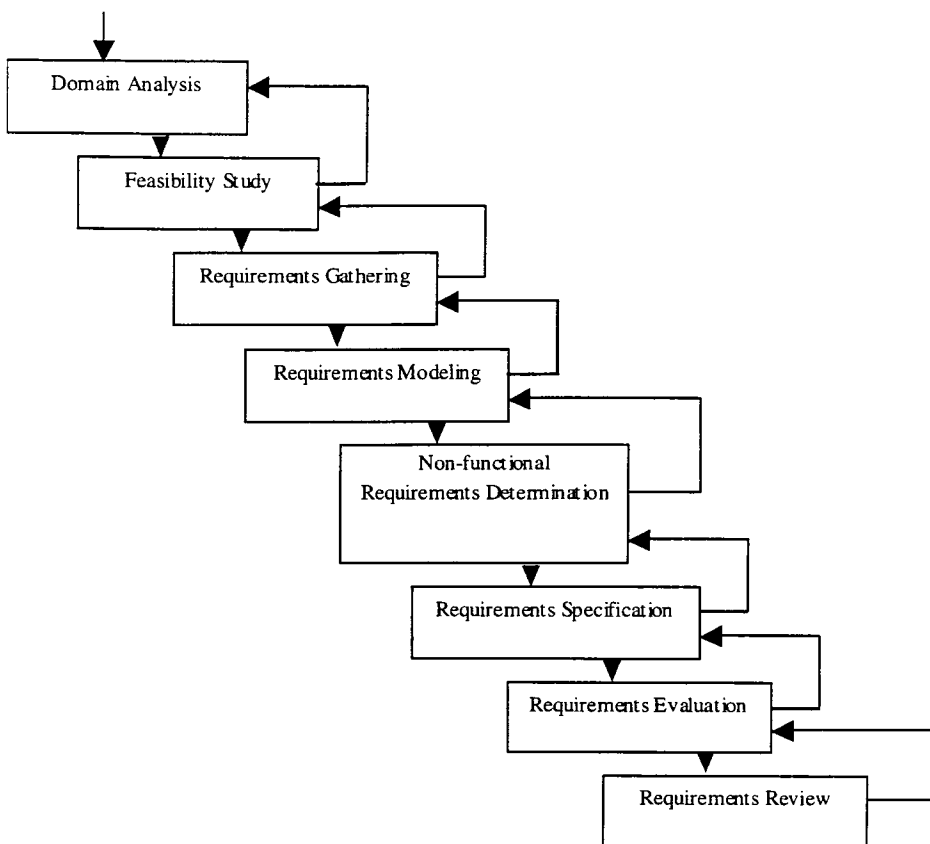 Domain Analysis
Feasibility Study
Requirements Gathering
Requirements Modeling
Non-functional
Requirements Determination
Requirements Specification
Requirements Evaluation
Requirements Review